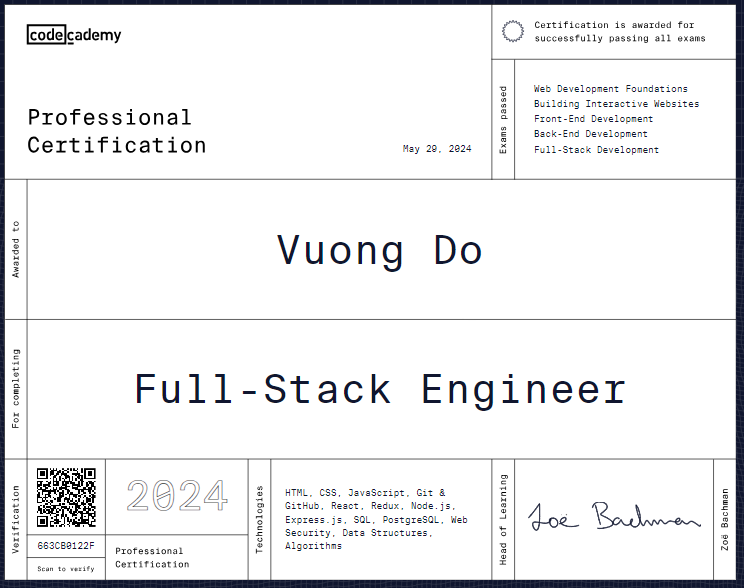 codecademy
Certification is awarded for
successfully passing all exams
Professional
Certification
May 29, 2024
Exams passed
Web Development Foundations
Building Interactive Websites
Front-End Development
Back-End Development
Full-Stack Development
Awarded to
Vuong Do
For completing
Full-Stack Engineer
Verification
663CB0122F
Scan to verify
2024
Professional
Certification
Technologies
HTML, CSS, JavaScript, Git &
GitHub, React, Redux, Node.js,
Express.js, SQL, PostgreSQL, Web
Security, Data Structures,
Algorithms
Head of Learning
Zoë Bachman
Zoë Bachman